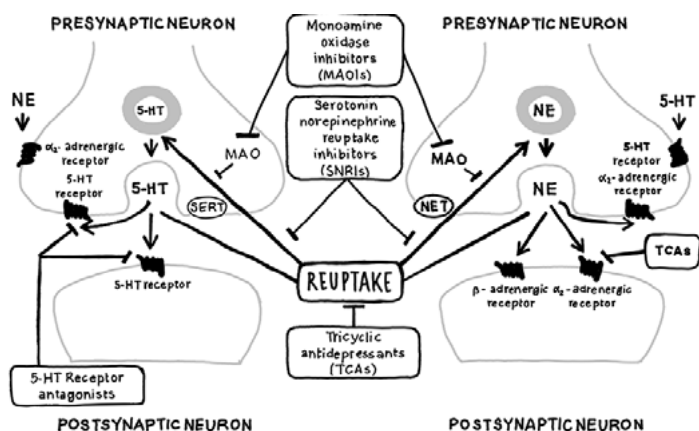 PRESYNAPTIC NEURON
Monoamine
oxidase
inhibitors
(MAOIs)
PRESYNAPTIC NEURON
NE
5-HT
Serotonin
norepinephrine
reuptake
inhibitors
(SNRIs)
NE
5-HT
α₂- adrenergic
receptor
MAO
MAO
5-HT
receptor
5-HT
receptor
α₂-adrenergic
receptor
5-HT
SERT
NET
NE
5-HT receptor
REUPTAKE
TCAs
β- adrenergic
receptor
α₂-adrenergic
receptor
Tricyclic
antidepressants
(TCAs)
5-HT Receptor
antagonists
POSTSYNAPTIC NEURON
POSTSYNAPTIC NEURON